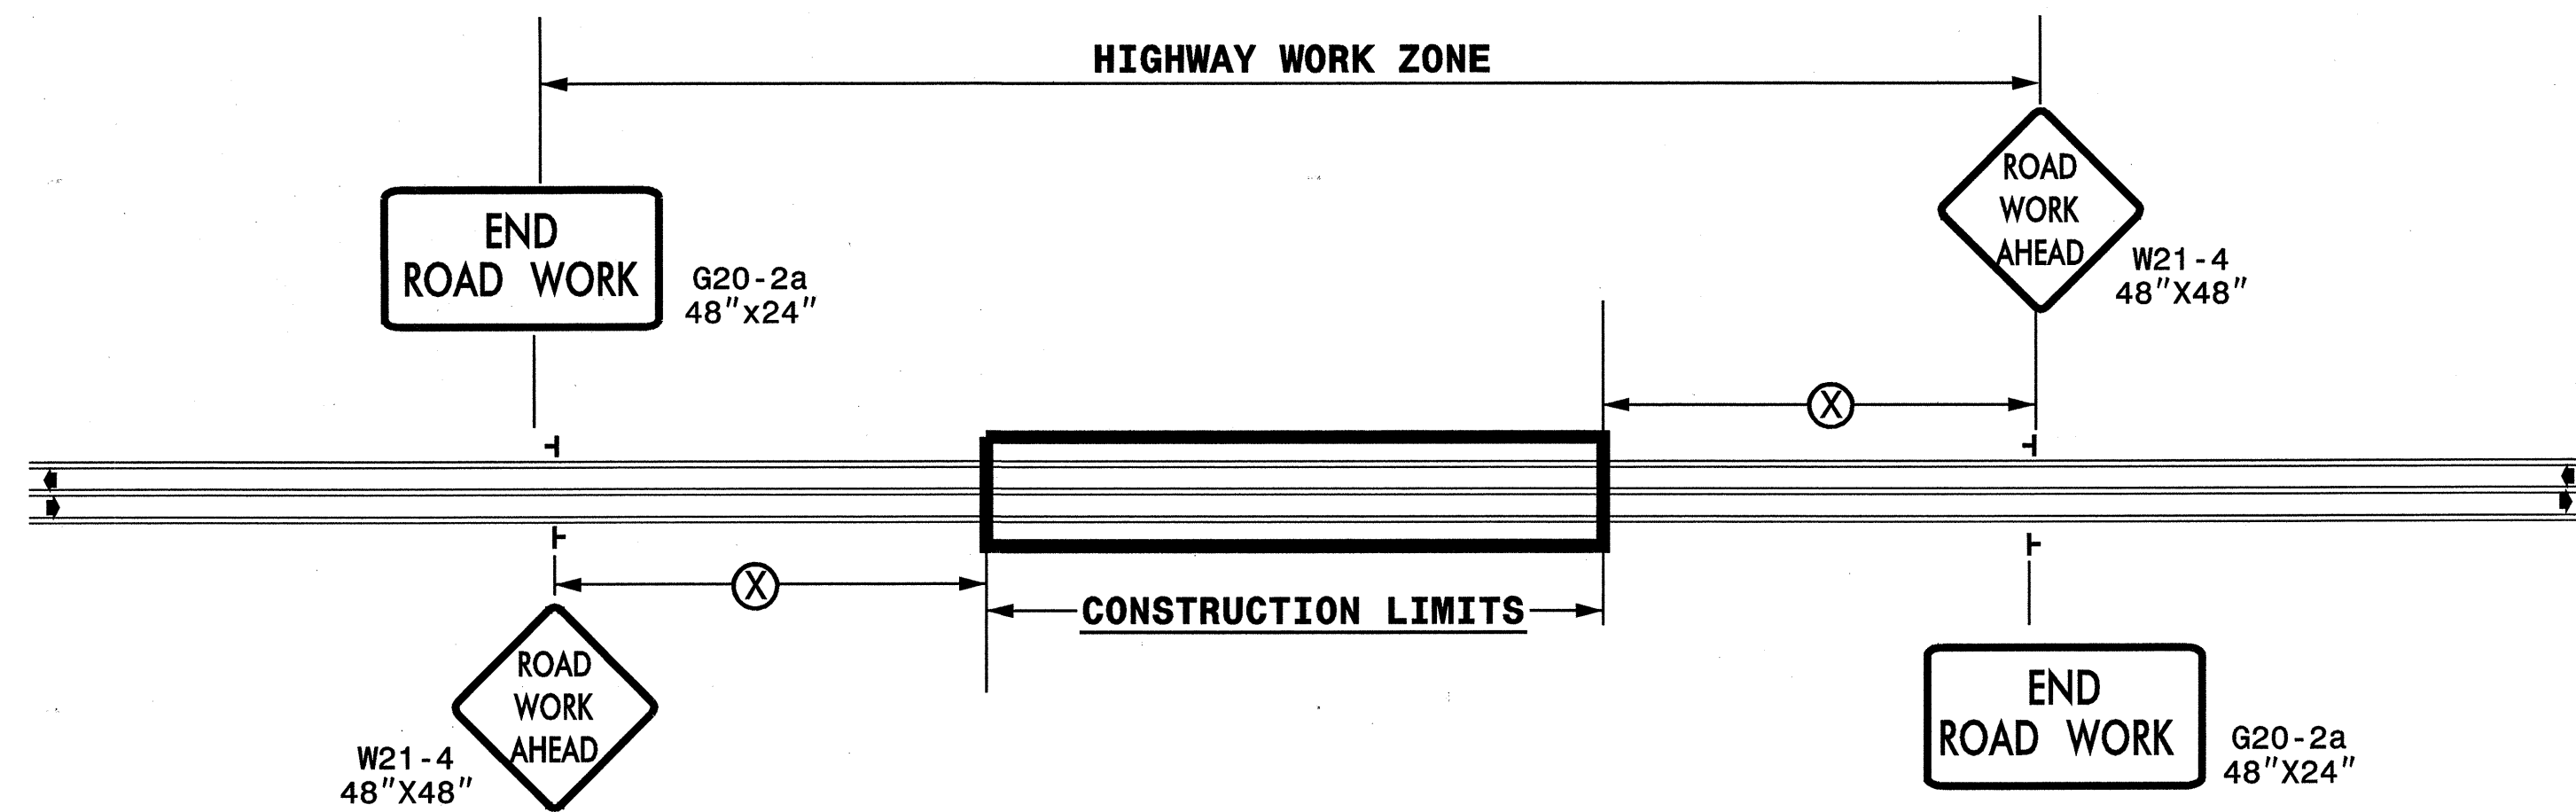 HIGHWAY WORK ZONE
END
ROAD WORK
G20-2a
48"x24"
ROAD
WORK
AHEAD
W21-4
48"X48"
X
X
CONSTRUCTION LIMITS
ROAD
WORK
AHEAD
W21-4
48"X48"
END
ROAD WORK
G20-2a
48"X24"